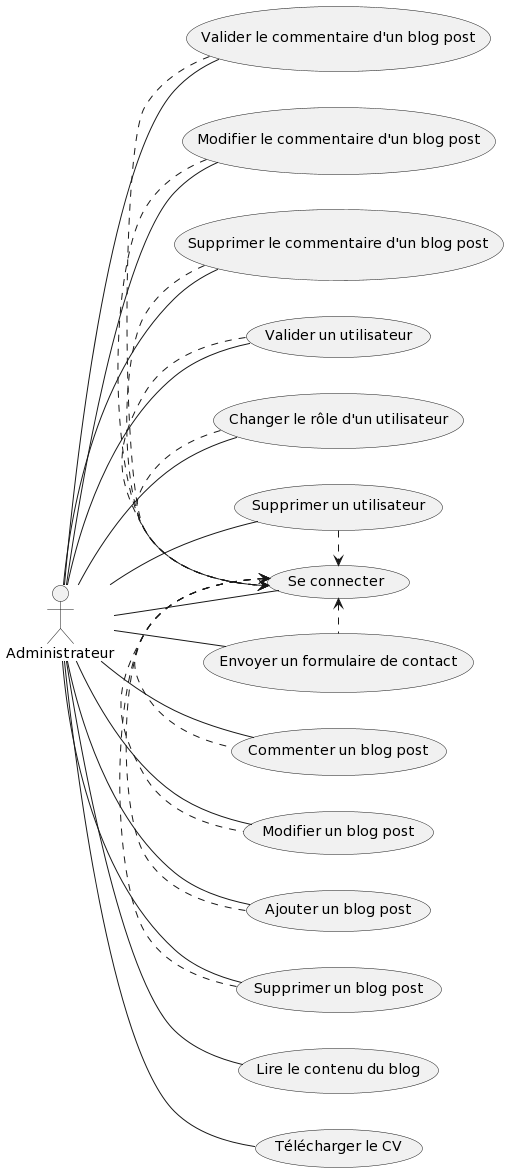 Valider le commentaire d'un blog post
Modifier le commentaire d'un blog post
Supprimer le commentaire d'un blog post
Valider un utilisateur
Changer le rôle d'un utilisateur
Supprimer un utilisateur
Se connecter
Administrateur
Envoyer un formulaire de contact
Commenter un blog post
Modifier un blog post
Ajouter un blog post
Supprimer un blog post
Lire le contenu du blog
Télécharger le CV